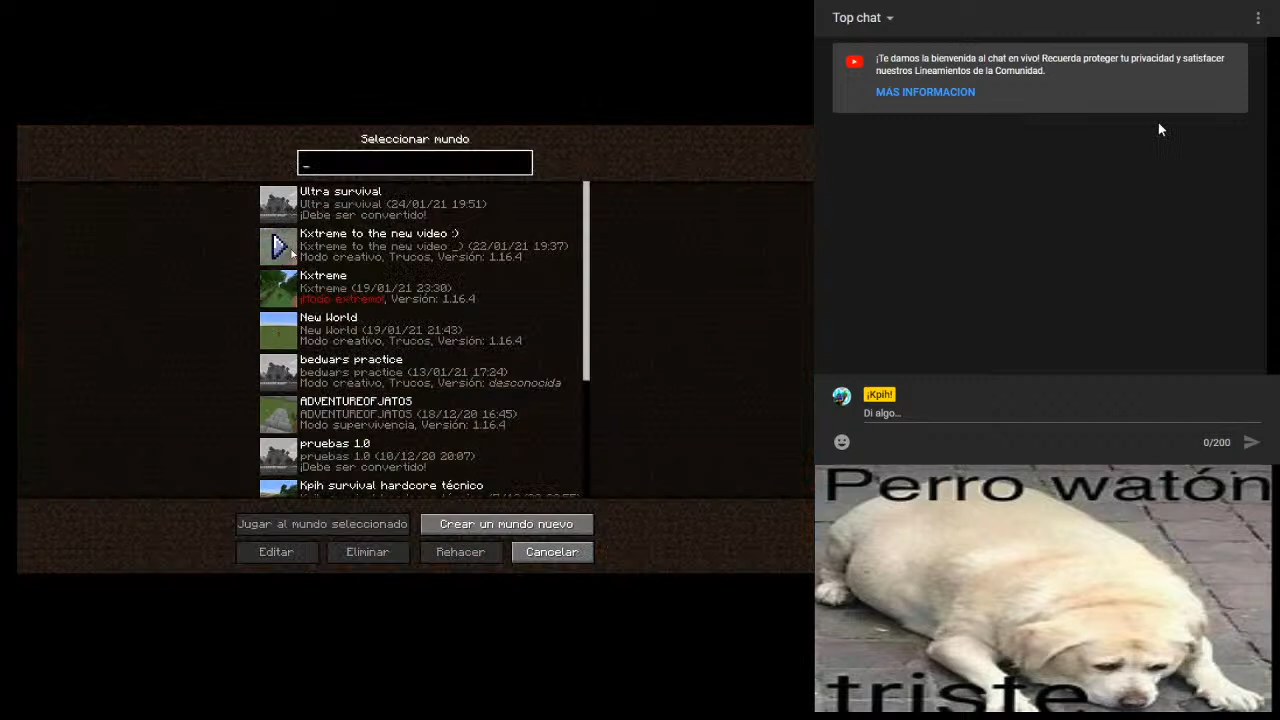 Seleccionar mundo
_
Ultra survival
Ultra survival (24/01/21 19:51)
¡Debe ser convertido!
Kxtreme to the new video :)
Kxtreme to the new video _) (22/01/21 19:37)
Modo creativo, Trucos, Versión: 1.16.4
Kxtreme
Kxtreme (19/01/21 23:30)
¡Modo extremo!, Versión: 1.16.4
New World
New World (19/01/21 21:43)
Modo creativo, Trucos, Versión: 1.16.4
bedwars practice
bedwars practice (13/01/21 17:24)
Modo creativo, Trucos, Versión: desconocida
ADVENTUREOFJATOS
ADVENTUREOFJATOS (18/12/20 16:45)
Modo supervivencia, Versión: 1.16.4
pruebas 1.0
pruebas 1.0 (10/12/20 20:07)
¡Debe ser convertido!
Kpih survival hardcore técnico
Jugar al mundo seleccionado
Crear un mundo nuevo
Editar
Eliminar
Rehacer
Cancelar
Top chat
¡Te damos la bienvenida al chat en vivo! Recuerda proteger tu privacidad y satisfacer
nuestros Lineamientos de la Comunidad.
MÁS INFORMACIÓN
¡Kpih!
Di algo...
0/200
Perro watón
triste